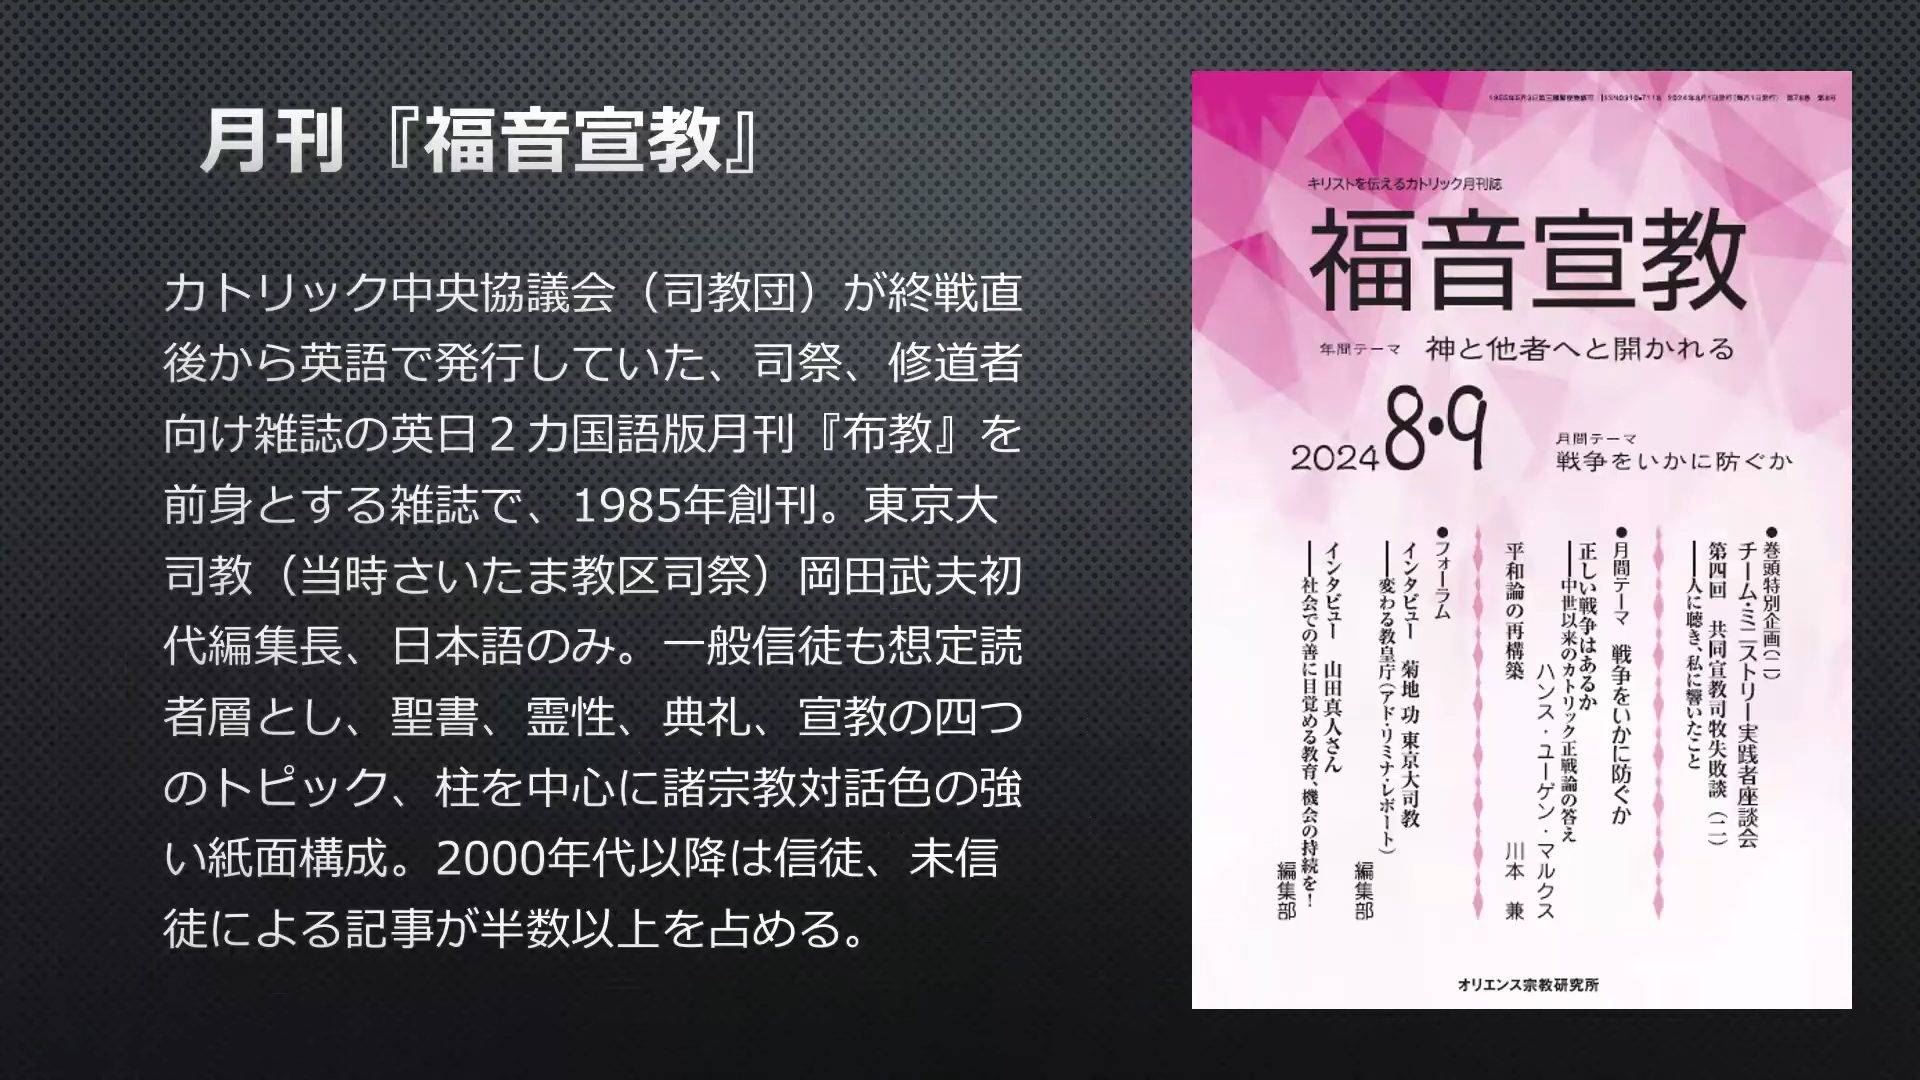 月刊『福音宣教』
カトリック中央協議会（司教団）が終戦直
後から英語で発行していた、司祭、修道者
向け雑誌の英日２カ国語版月刊『布教』を
前身とする雑誌で、1985年創刊。東京大
司教（当時さいたま教区司祭）岡田武夫初
代編集長、日本語のみ。一般信徒も想定読
者層とし、聖書、霊性、典礼、宣教の四つ
のトピック、柱を中心に諸宗教対話色の強
い紙面構成。2000年代以降は信徒、未信
徒による記事が半数以上を占める。
キリストを伝えるカトリック月刊誌
福音宣教
年間テーマ　神と他者へと開かれる
2024 8・9
月間テーマ
戦争をいかに防ぐか
●巻頭特別企画（二）
チーム・ミニストリー実践者座談会
第四回　共同宣教司牧失敗談（二）
――人に聴き、私に響いたこと
●月間テーマ　戦争をいかに防ぐか
正しい戦争はあるか
――中世以来のカトリック正戦論の答え
ハンス・ユーゲン・マルクス
平和論の再構築　川本　兼
●フォーラム
インタビュー　菊地 功 東京大司教
――変わる教皇庁（アド・リミナ・レポート）
編集部
インタビュー　山田真人さん
――社会での善に目覚める教育、機会の持続を！
編集部
オリエンス宗教研究所